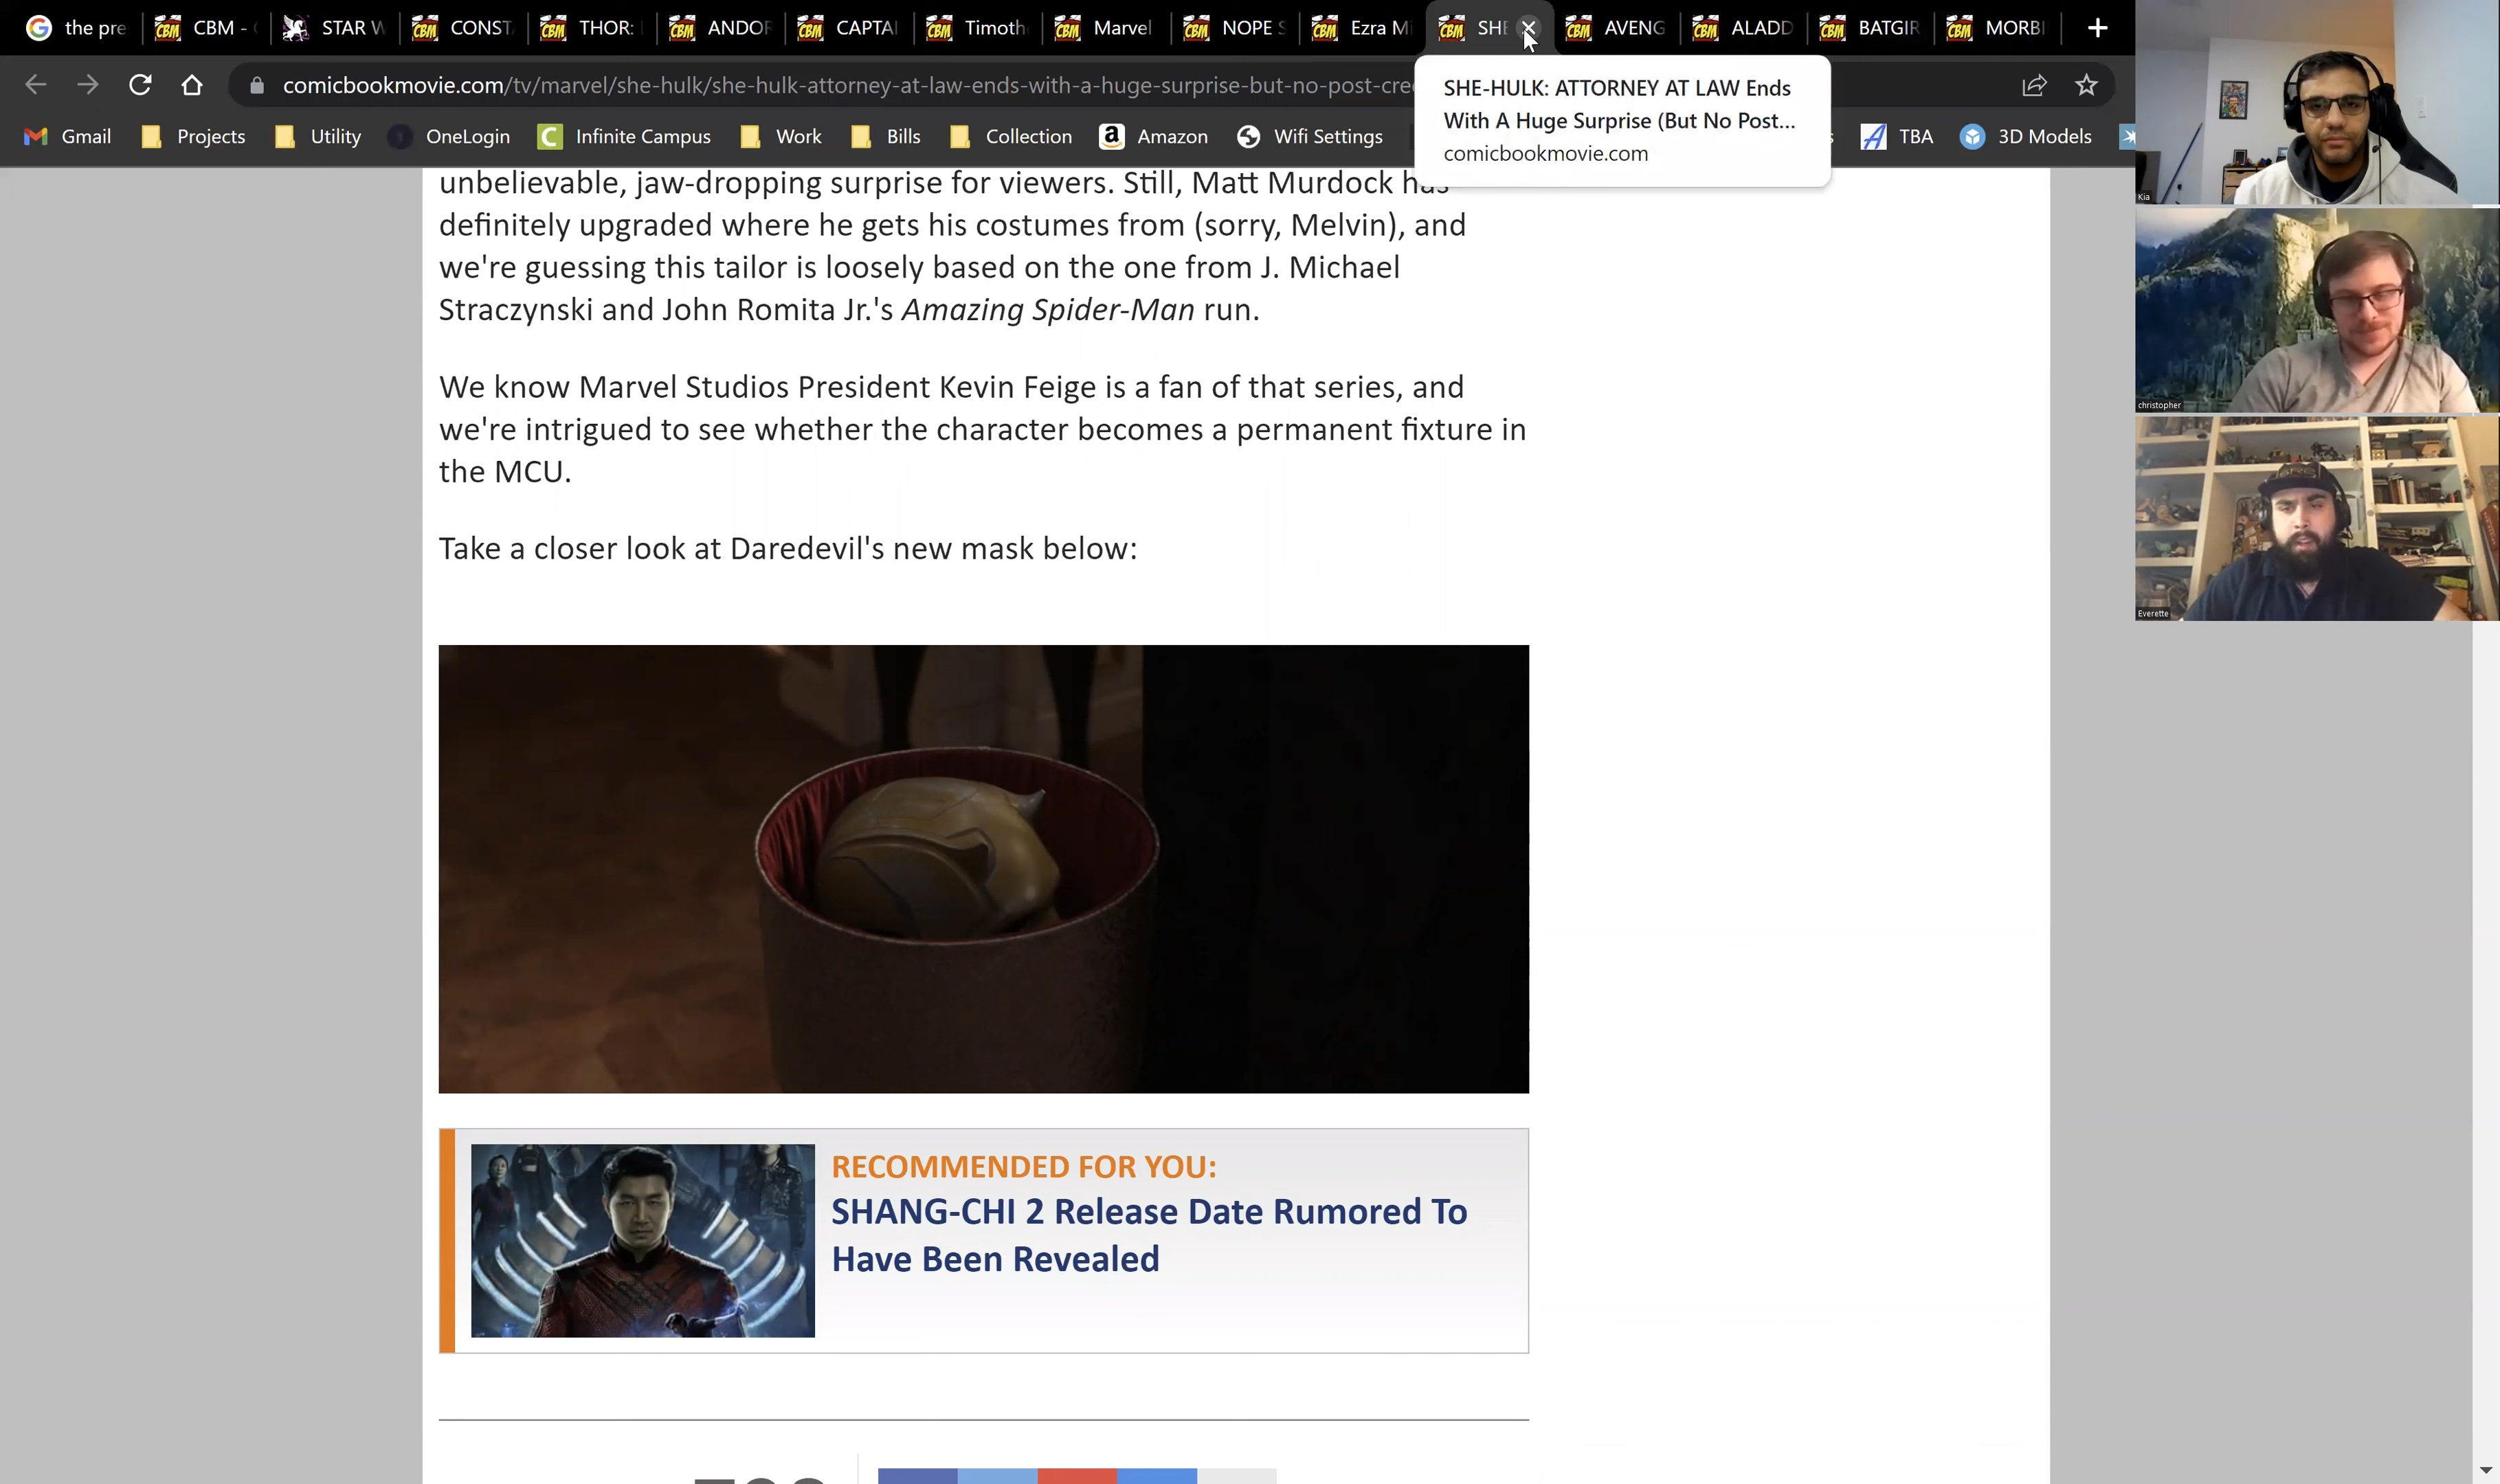 the pre
CBM -
STAR W
CONST
THOR:
ANDOR
CAPTAI
Timoth
Marvel
NOPE S
Ezra Mi
SHE
AVENG
ALADD
BATGIR
MORBI
comicbookmovie.com/tv/marvel/she-hulk/she-hulk-attorney-at-law-ends-with-a-huge-surprise-but-no-post-cre
SHE-HULK: ATTORNEY AT LAW Ends
With A Huge Surprise (But No Post...
comicbookmovie.com
Gmail
Projects
Utility
OneLogin
Infinite Campus
Work
Bills
Collection
Amazon
Wifi Settings
TBA
3D Models
unbelievable, jaw-dropping surprise for viewers. Still, Matt Murdock has
definitely upgraded where he gets his costumes from (sorry, Melvin), and
we're guessing this tailor is loosely based on the one from J. Michael
Straczynski and John Romita Jr.'s Amazing Spider-Man run.
We know Marvel Studios President Kevin Feige is a fan of that series, and
we're intrigued to see whether the character becomes a permanent fixture in
the MCU.
Take a closer look at Daredevil's new mask below:
RECOMMENDED FOR YOU:
SHANG-CHI 2 Release Date Rumored To
Have Been Revealed
Kia
christopher
Everette